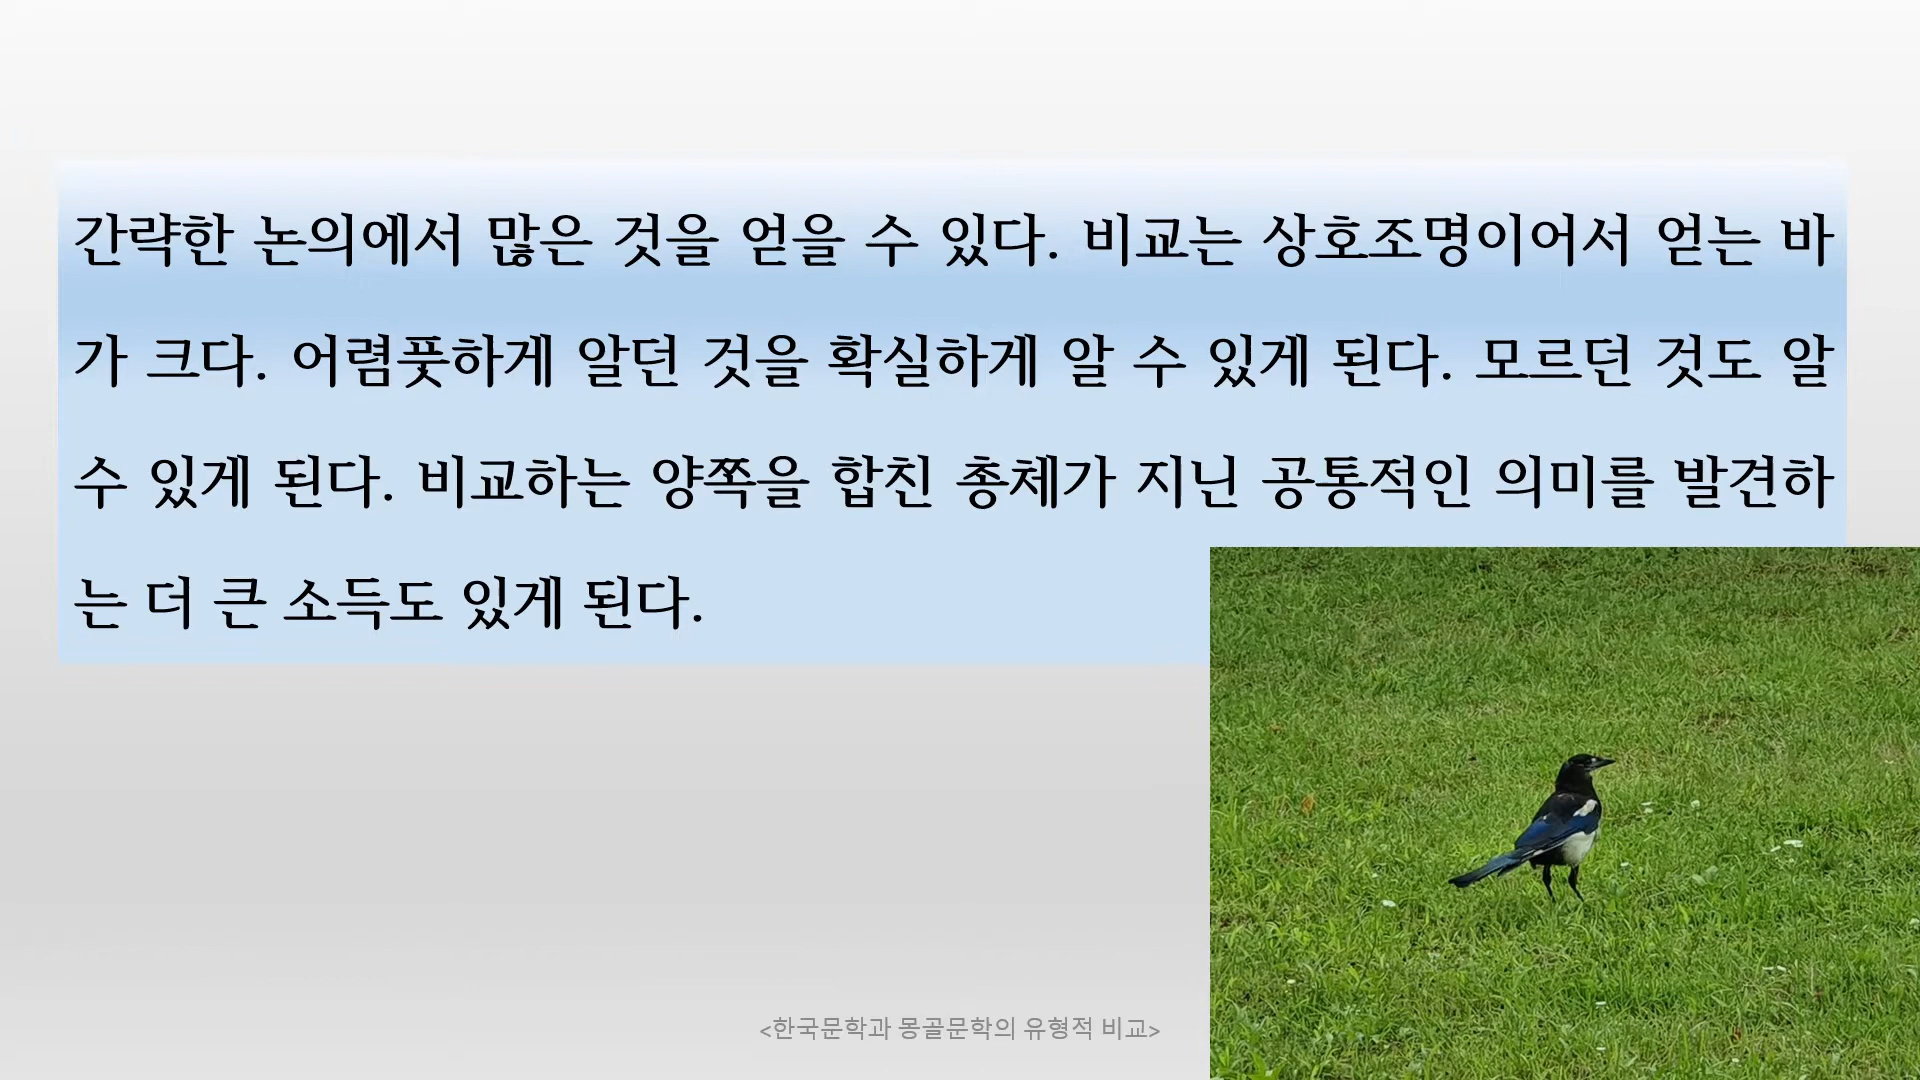 간략한 논의에서 많은 것을 얻을 수 있다. 비교는 상호조명이어서 얻는 바
가 크다. 어렴풋하게 알던 것을 확실하게 알 수 있게 된다. 모르던 것도 알
수 있게 된다. 비교하는 양쪽을 합친 총체가 지닌 공통적인 의미를 발견하
는 더 큰 소득도 있게 된다.
<한국문학과 몽골문학의 유형적 비교>